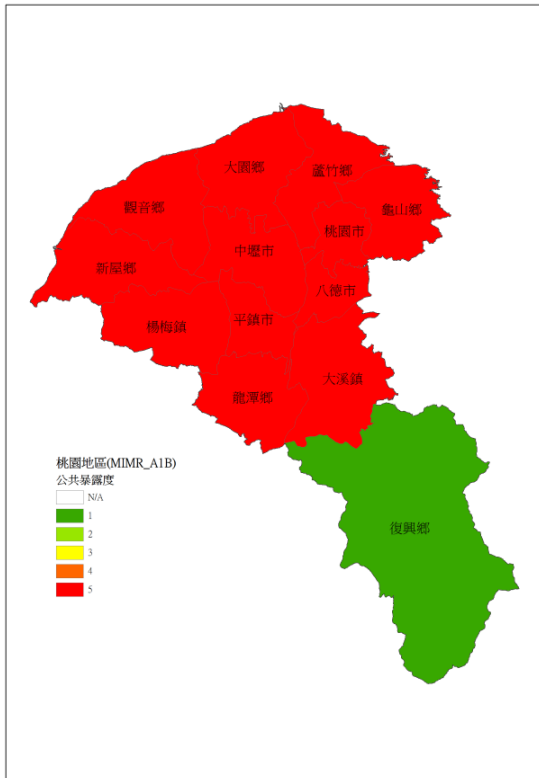 大園鄉
蘆竹鄉
龜山鄉
觀音鄉
桃園市
中壢市
新屋鄉
八德市
平鎮市
楊梅鎮
大溪鎮
龍潭鄉
桃園地區(MIMR_A1B)
公共暴露度
N/A
1
2
3
4
5
復興鄉